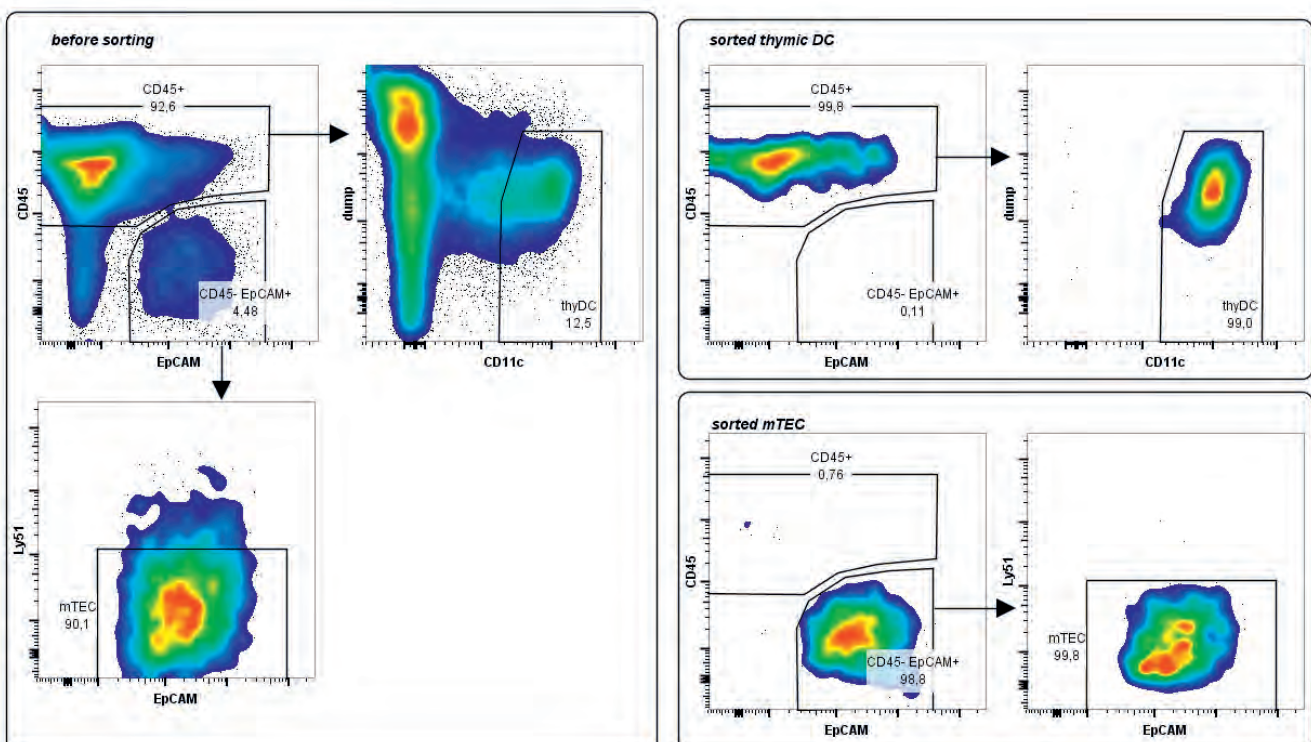 before sorting
CD45+
92,6
CD45
CD45- EpCAM+
4,48
EpCAM
dump
thyDC
12,5
CD11c
Ly51
mTEC
90,1
EpCAM
sorted thymic DC
CD45+
99,8
CD45
CD45- EpCAM+
0,11
EpCAM
dump
thyDC
99,0
CD11c
sorted mTEC
CD45+
0,76
CD45
CD45- EpCAM+
98,8
EpCAM
Ly51
mTEC
99,8
EpCAM